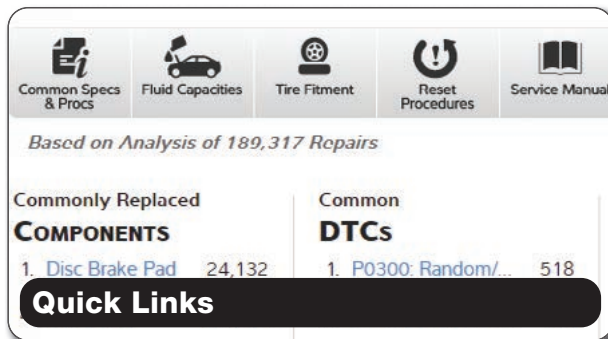 Common Specs
& Procs
Fluid Capacities
Tire Fitment
Reset
Procedures
Service Manual
Based on Analysis of 189,317 Repairs
Commonly Replaced
COMPONENTS
1. Disc Brake Pad 24,132
Common
DTCs
1. P0300: Random/... 518
Quick Links